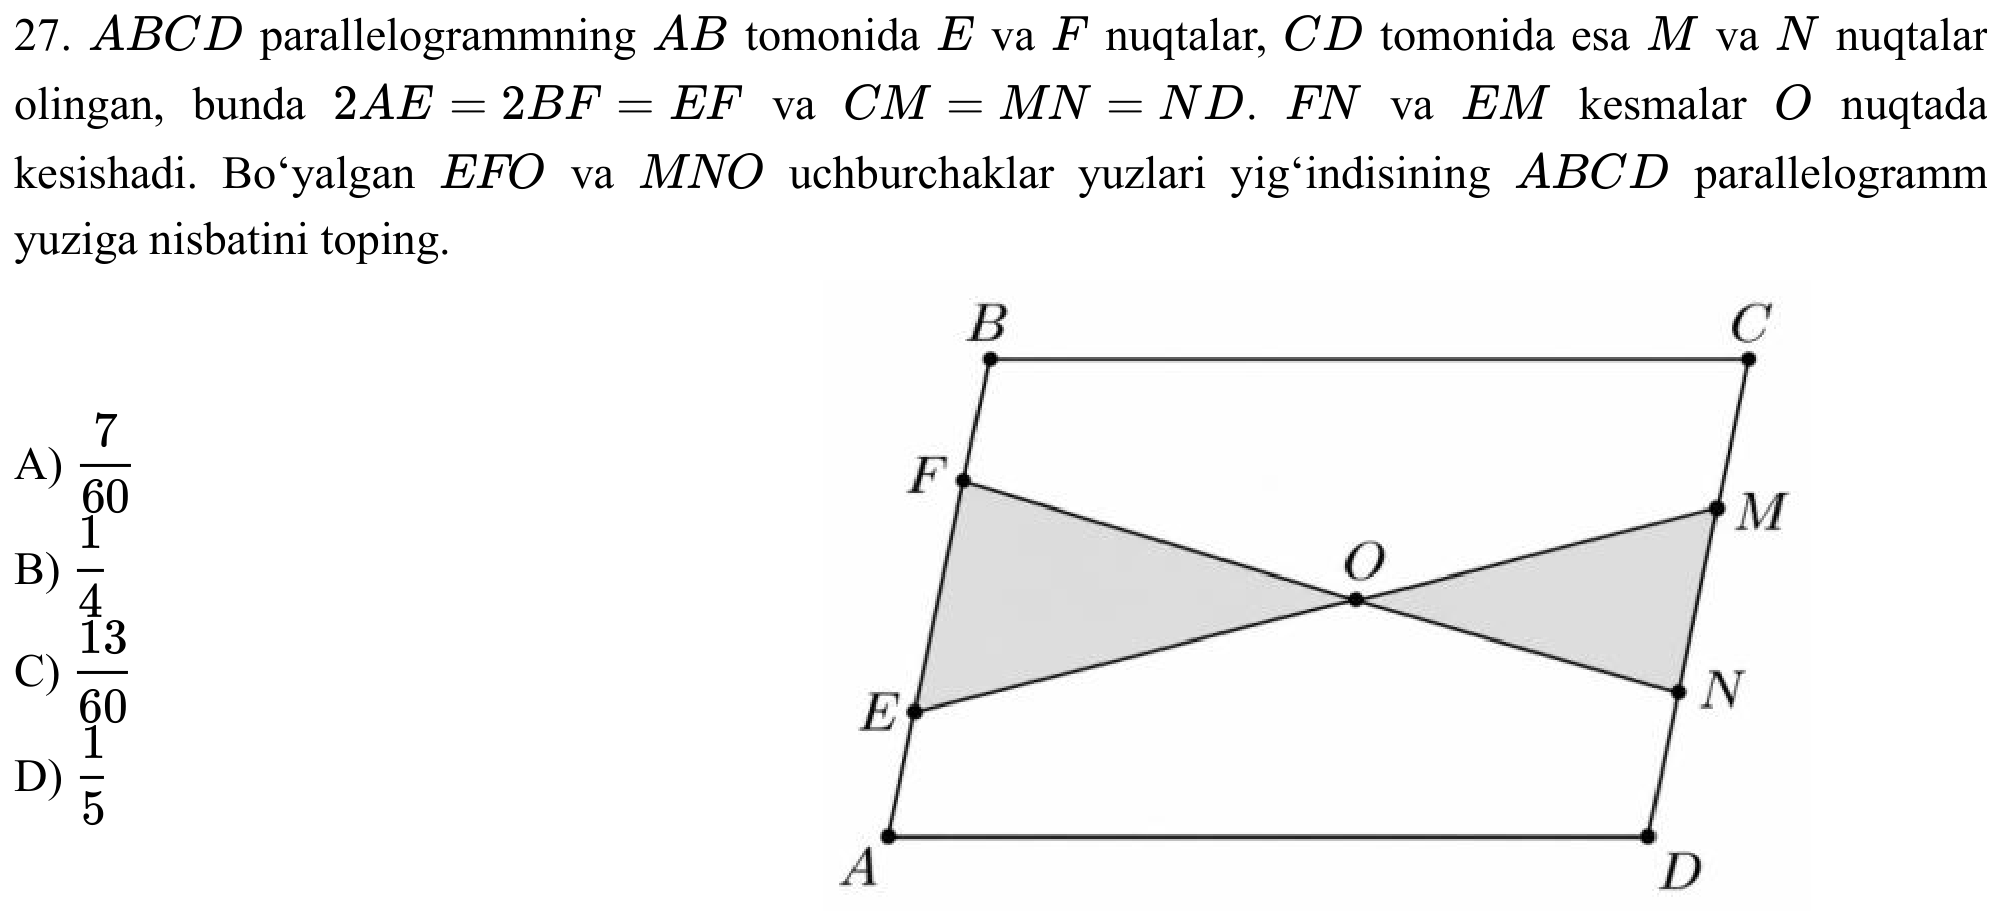 27. ABCD parallelogrammning AB tomonida E va F nuqtalar, CD tomonida esa M va N nuqtalar
olingan, bunda 2AE = 2BF = EF va CM = MN = ND. FN va EM kesmalar O nuqtada
kesishadi. Bo‘yalgan EFO va MNO uchburchaklar yuzlari yig‘indisining ABCD parallelogramm
yuziga nisbatini toping.
A) 7/60
B) 1/4
C) 13/60
D) 1/5
B C
F M
O
E N
A D